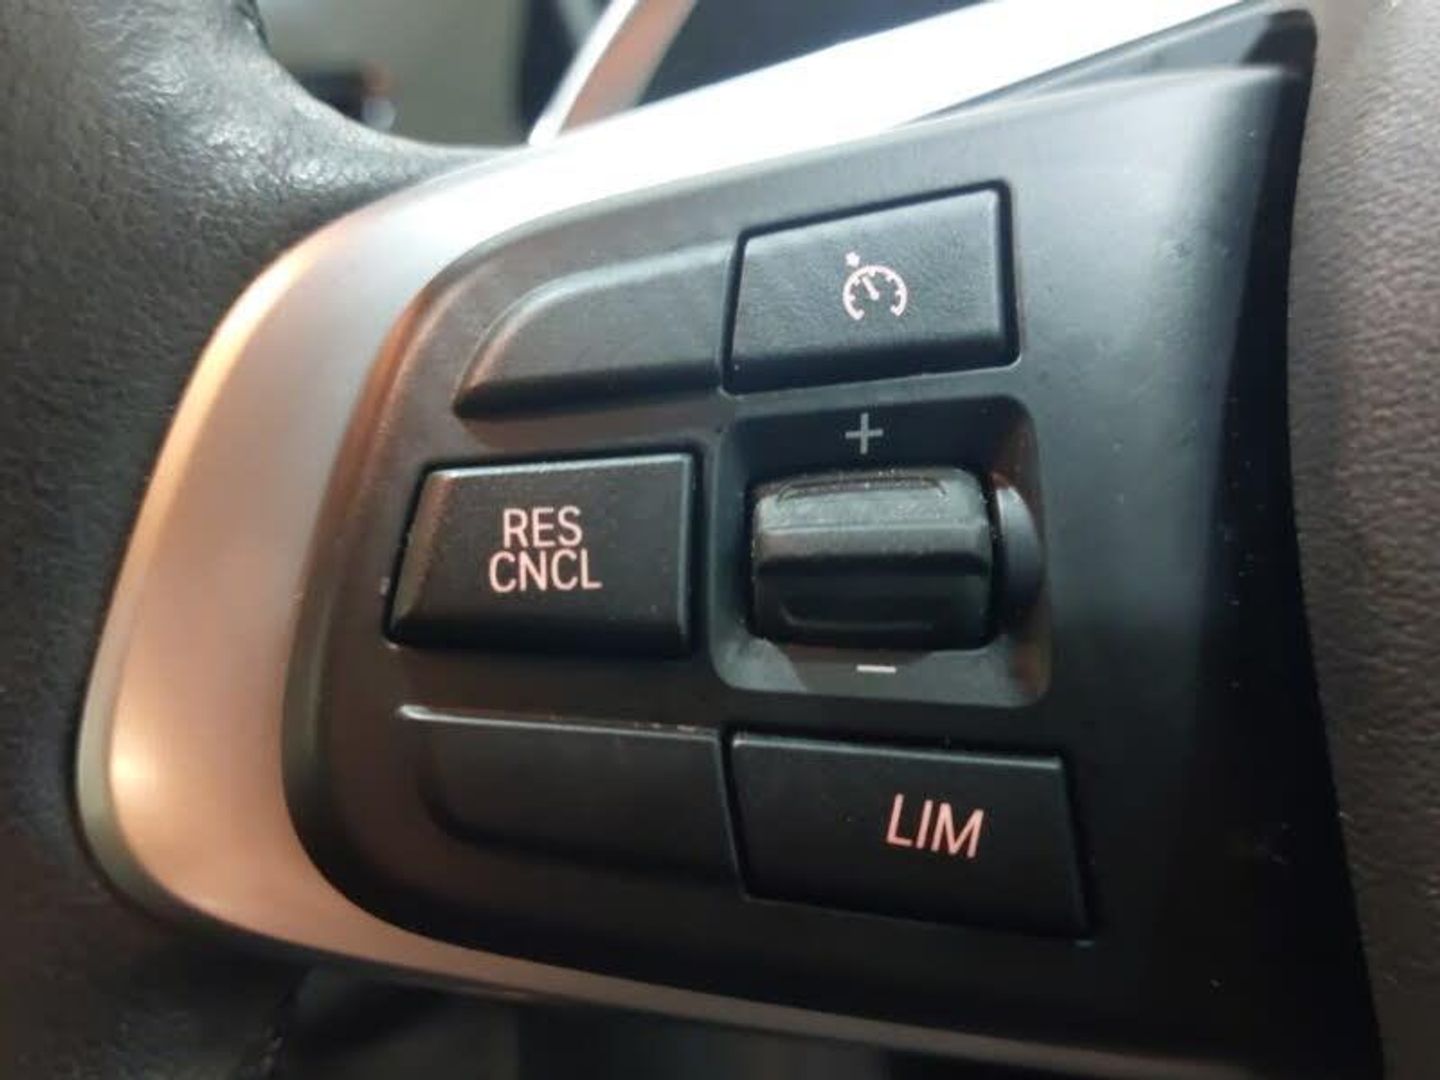 +
RES
CNCL
−
LIM